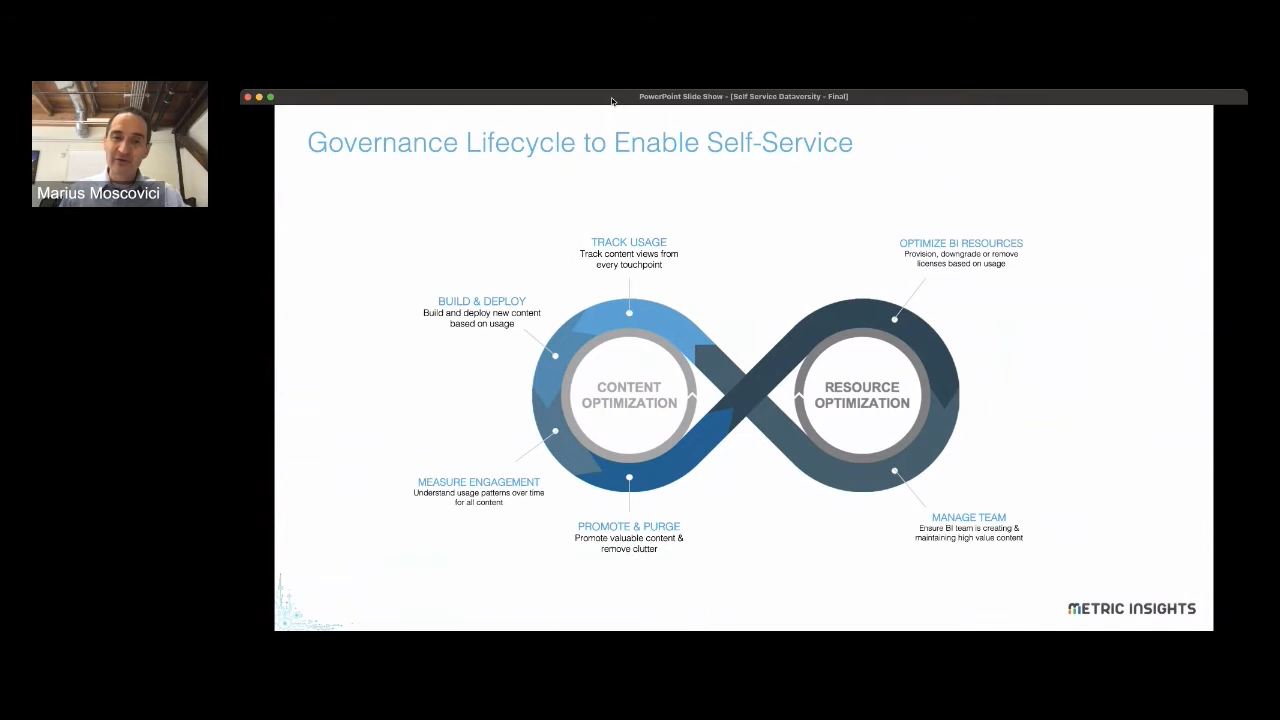 PowerPoint Slide Show - [Self Service Dataversity - Final]
Marius Moscovici
Governance Lifecycle to Enable Self-Service
TRACK USAGE
Track content views from
every touchpoint
OPTIMIZE BI RESOURCES
Provision, downgrade or remove
licenses based on usage
BUILD & DEPLOY
Build and deploy new content
based on usage
CONTENT
OPTIMIZATION
RESOURCE
OPTIMIZATION
MEASURE ENGAGEMENT
Understand usage patterns over time
for all content
PROMOTE & PURGE
Promote valuable content &
remove clutter
MANAGE TEAM
Ensure BI team is creating &
maintaining high value content
METRIC INSIGHTS